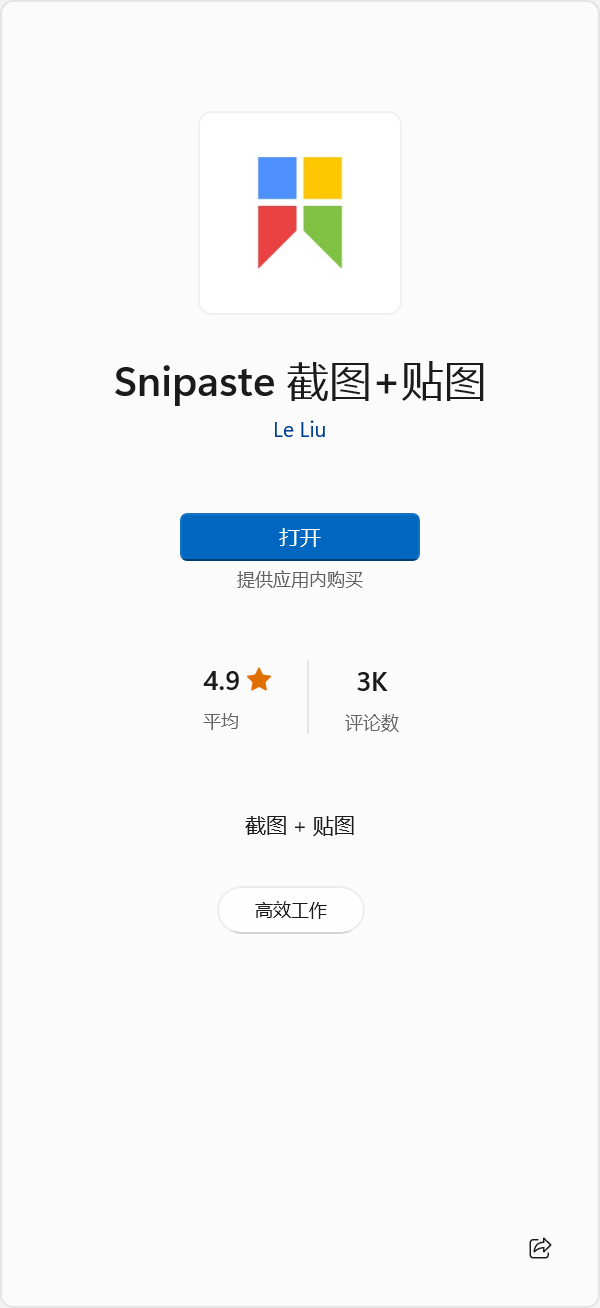 Snipaste 截图+贴图
Le Liu
打开
提供应用内购买
4.9 3K
平均 评论数
截图 + 贴图
高效工作